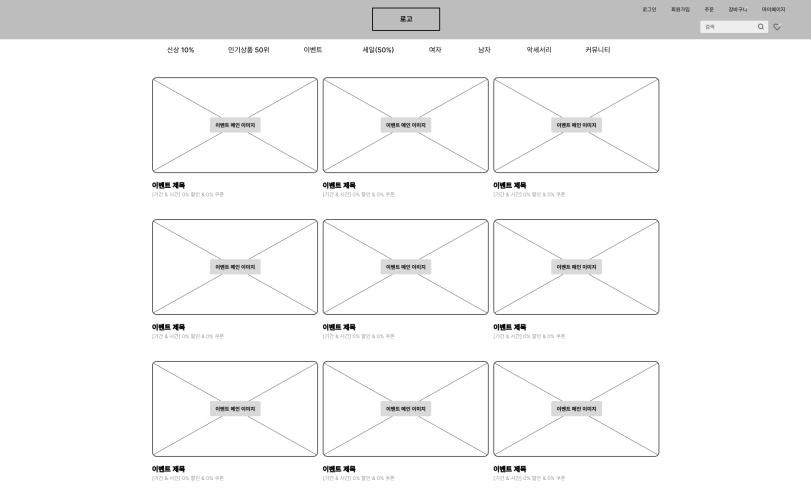 로그인 회원가입 주문 장바구니 마이페이지
로고
검색
신상 10% 인기상품 50위 이벤트 세일(50%) 여자 남자 악세서리 커뮤니티
이벤트 메인 이미지 이벤트 메인 이미지 이벤트 메인 이미지
이벤트 제목 이벤트 제목 이벤트 제목
[기간 & 시간] 0% 할인 & 0% 쿠폰 [기간 & 시간] 0% 할인 & 0% 쿠폰 [기간 & 시간] 0% 할인 & 0% 쿠폰
이벤트 메인 이미지 이벤트 메인 이미지 이벤트 메인 이미지
이벤트 제목 이벤트 제목 이벤트 제목
[기간 & 시간] 0% 할인 & 0% 쿠폰 [기간 & 시간] 0% 할인 & 0% 쿠폰 [기간 & 시간] 0% 할인 & 0% 쿠폰
이벤트 메인 이미지 이벤트 메인 이미지 이벤트 메인 이미지
이벤트 제목 이벤트 제목 이벤트 제목
[기간 & 시간] 0% 할인 & 0% 쿠폰 [기간 & 시간] 0% 할인 & 0% 쿠폰 [기간 & 시간] 0% 할인 & 0% 쿠폰